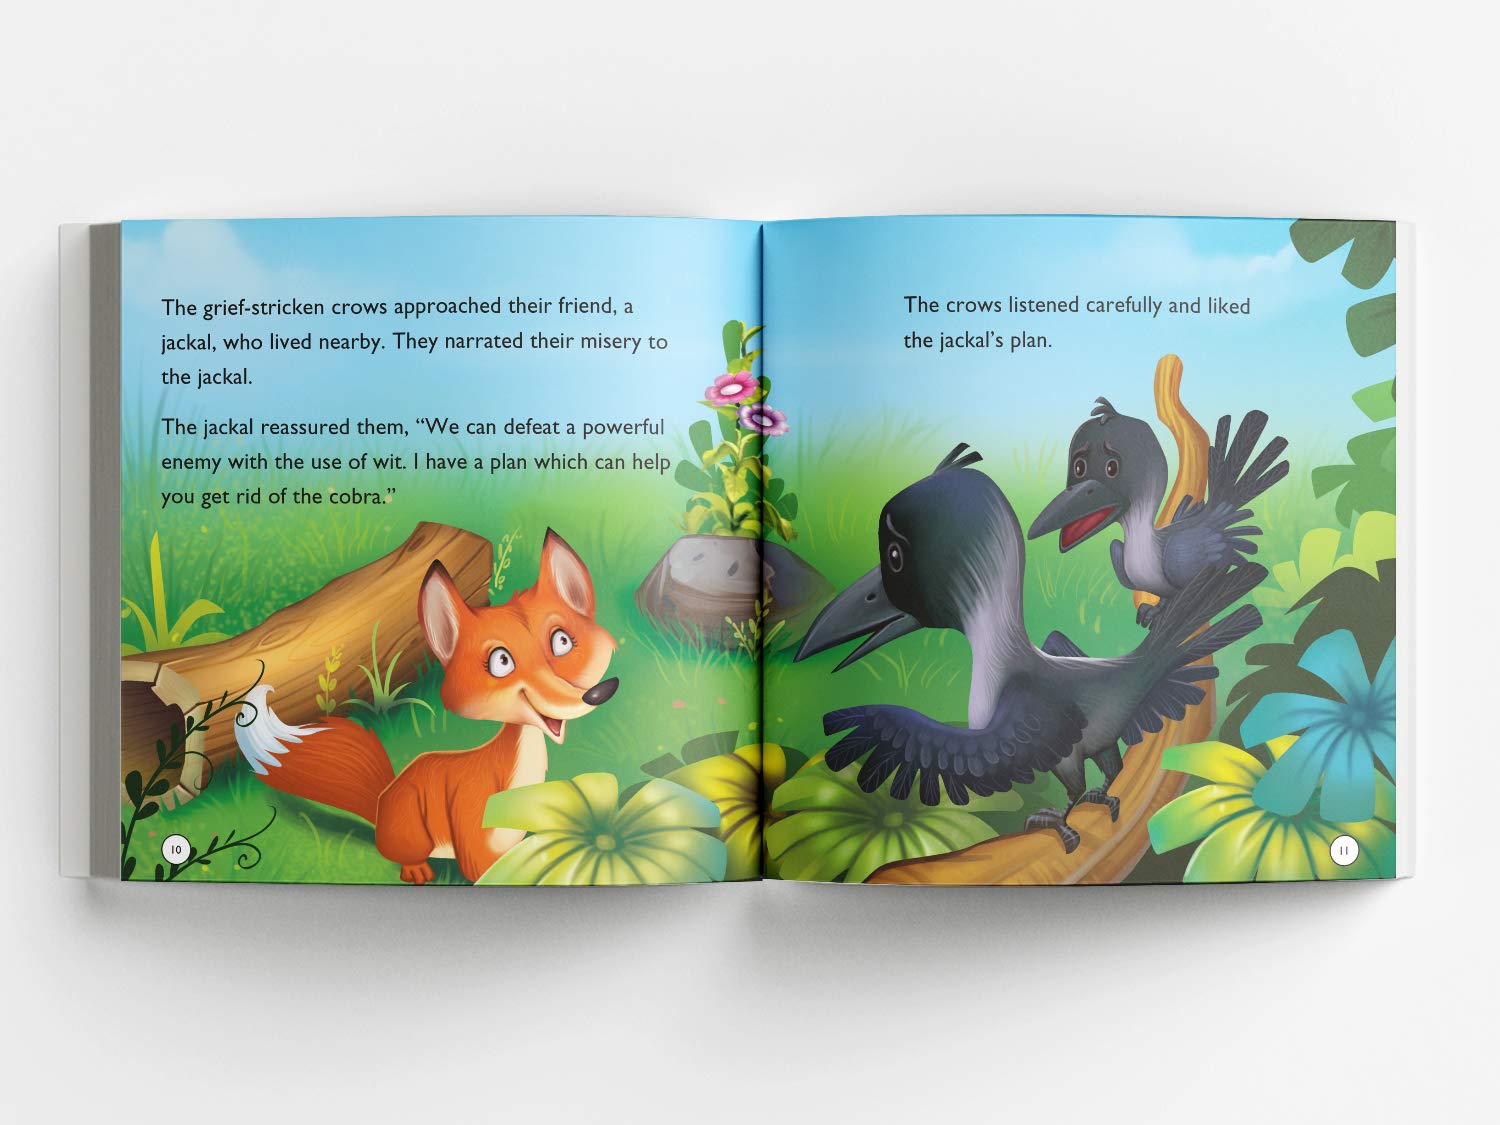 The grief-stricken crows approached their friend, a
jackal, who lived nearby. They narrated their misery to
the jackal.
The jackal reassured them, “We can defeat a powerful
enemy with the use of wit. I have a plan which can help
you get rid of the cobra.”
10
The crows listened carefully and liked
the jackal’s plan.
11